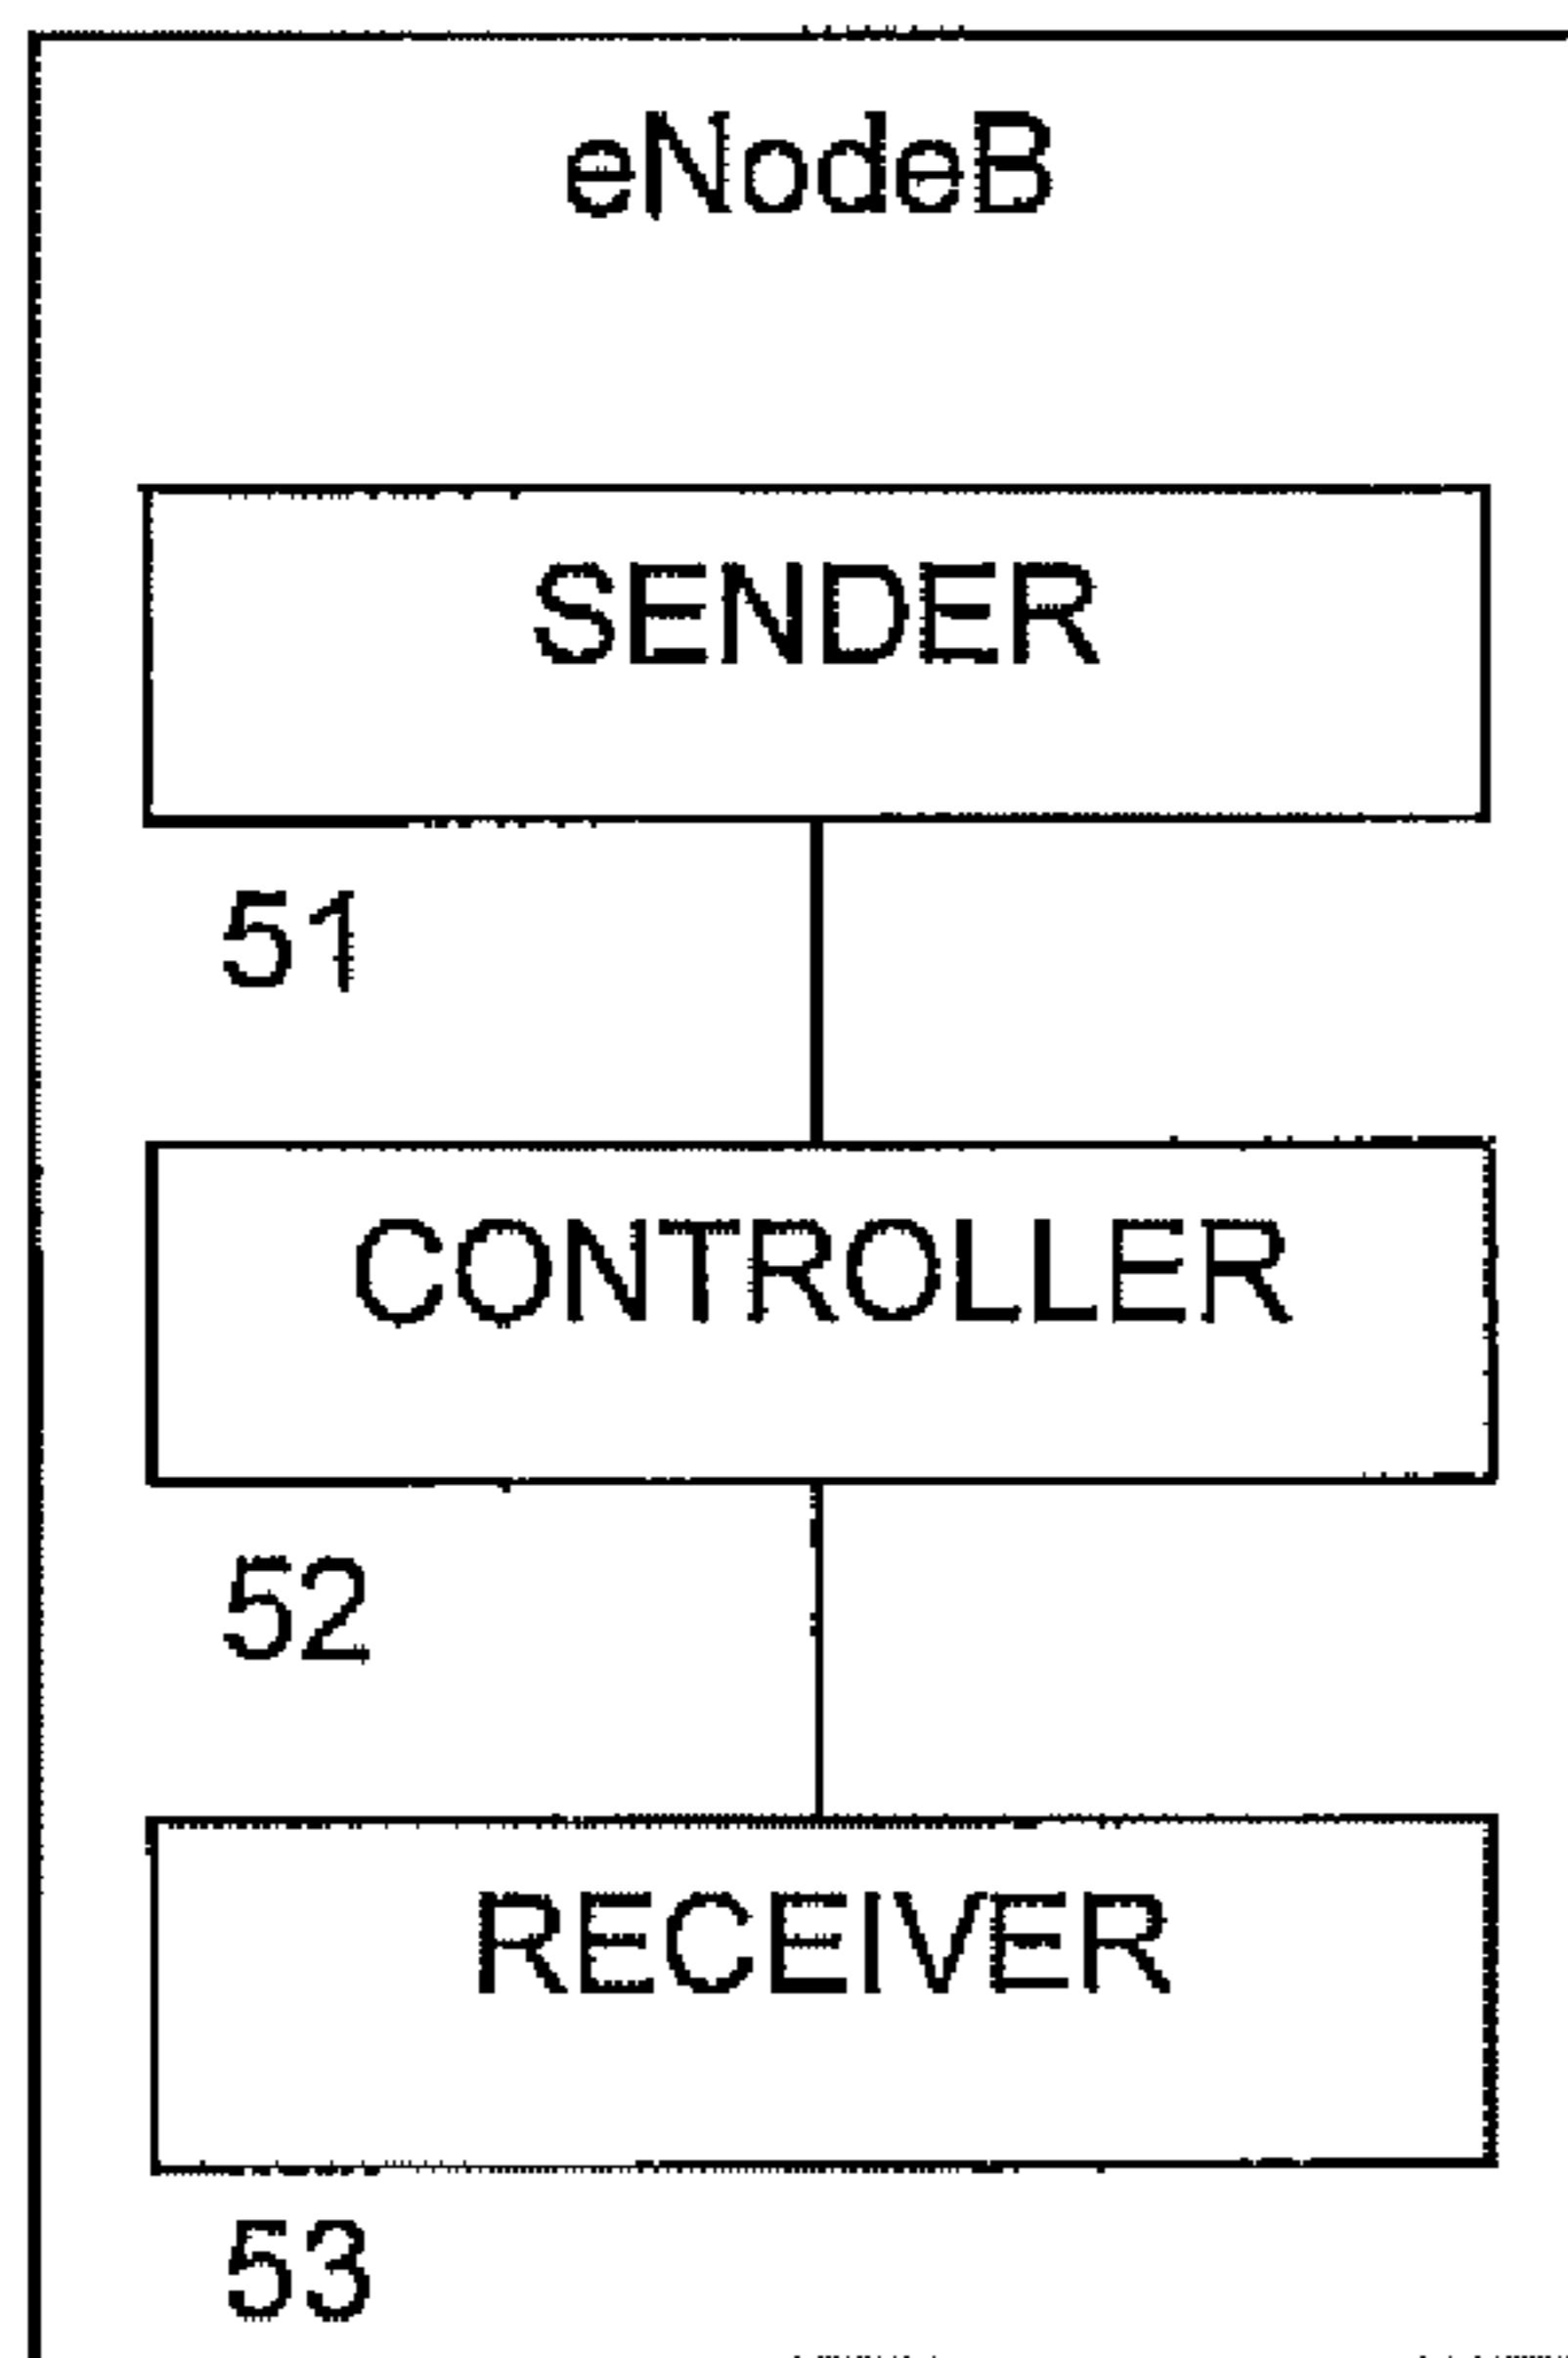 eNodeB
SENDER
51
CONTROLLER
52
RECEIVER
53